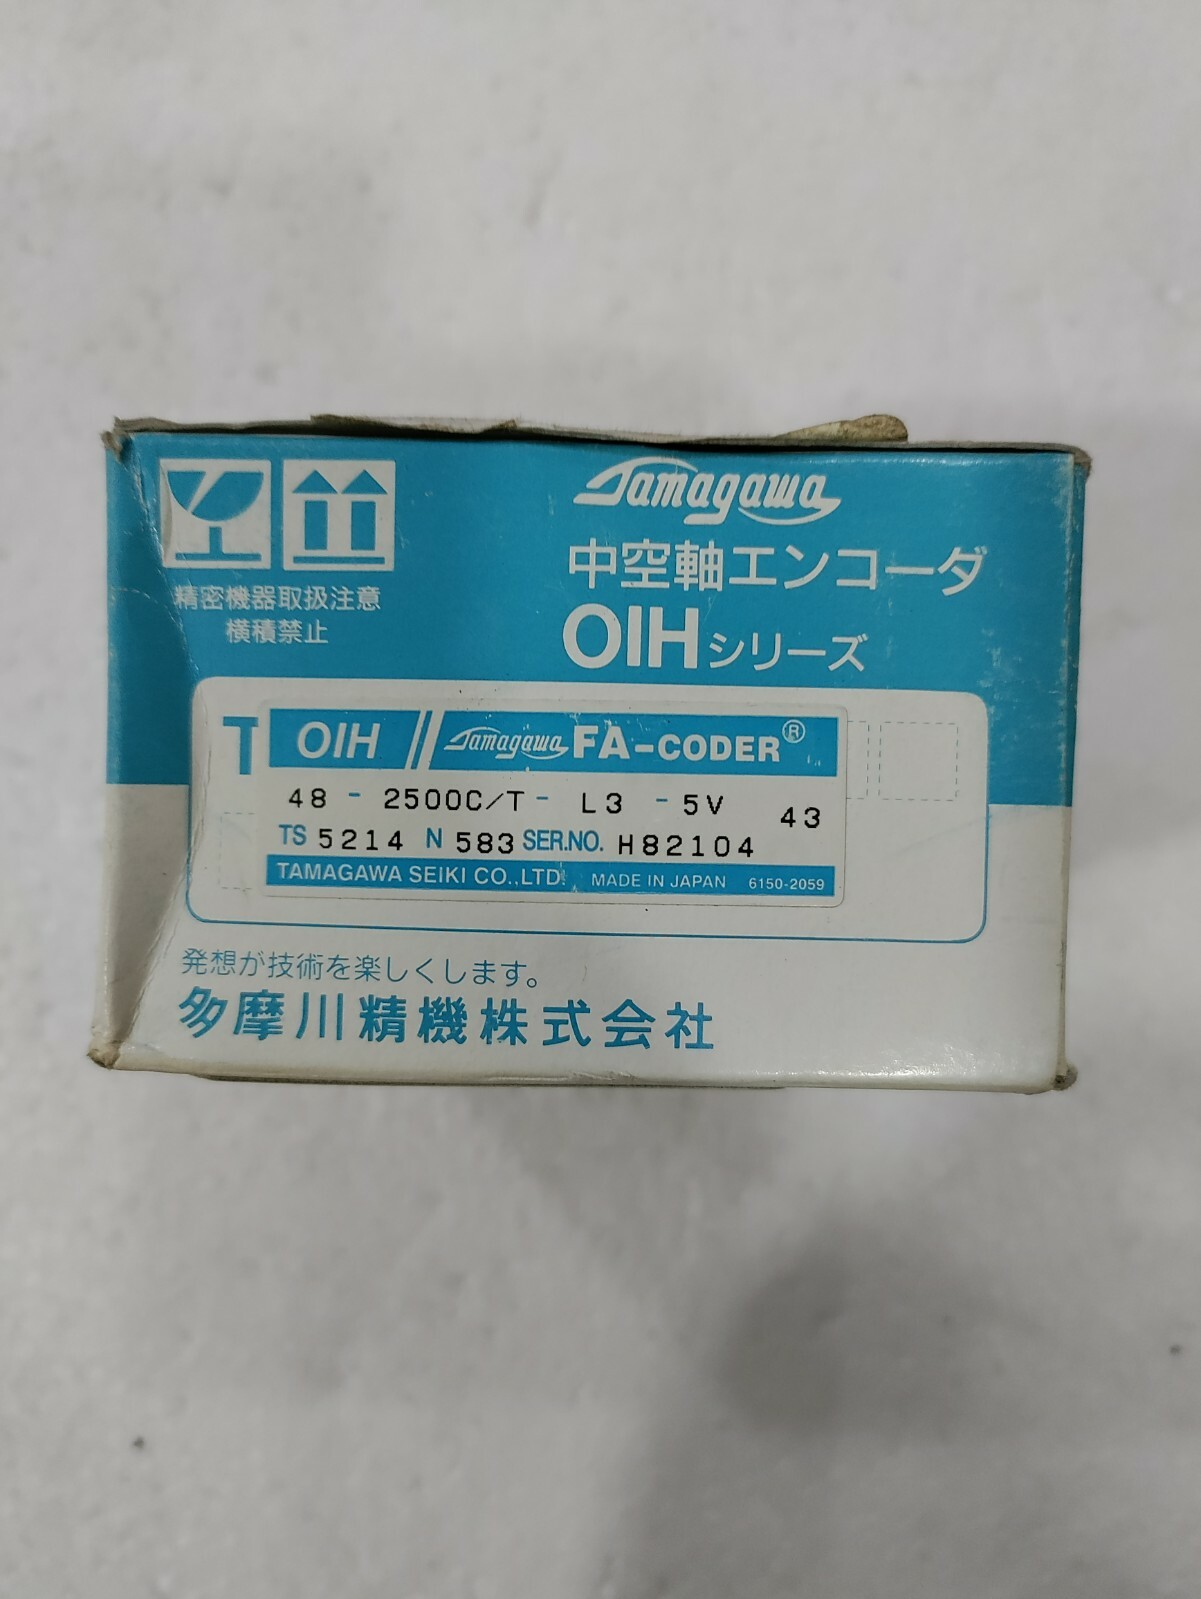 Tamagawa
中空軸エンコーダ
OIHシリーズ
精密機器取扱注意
横積禁止
T
OIH // Tamagawa FA-CODER®
48 - 2500C/T - L3 - 5V 43
TS 5214 N 583 SER.NO. H82104
TAMAGAWA SEIKI CO.,LTD. MADE IN JAPAN 6150-2059
発想が技術を楽しくします。
多摩川精機株式会社